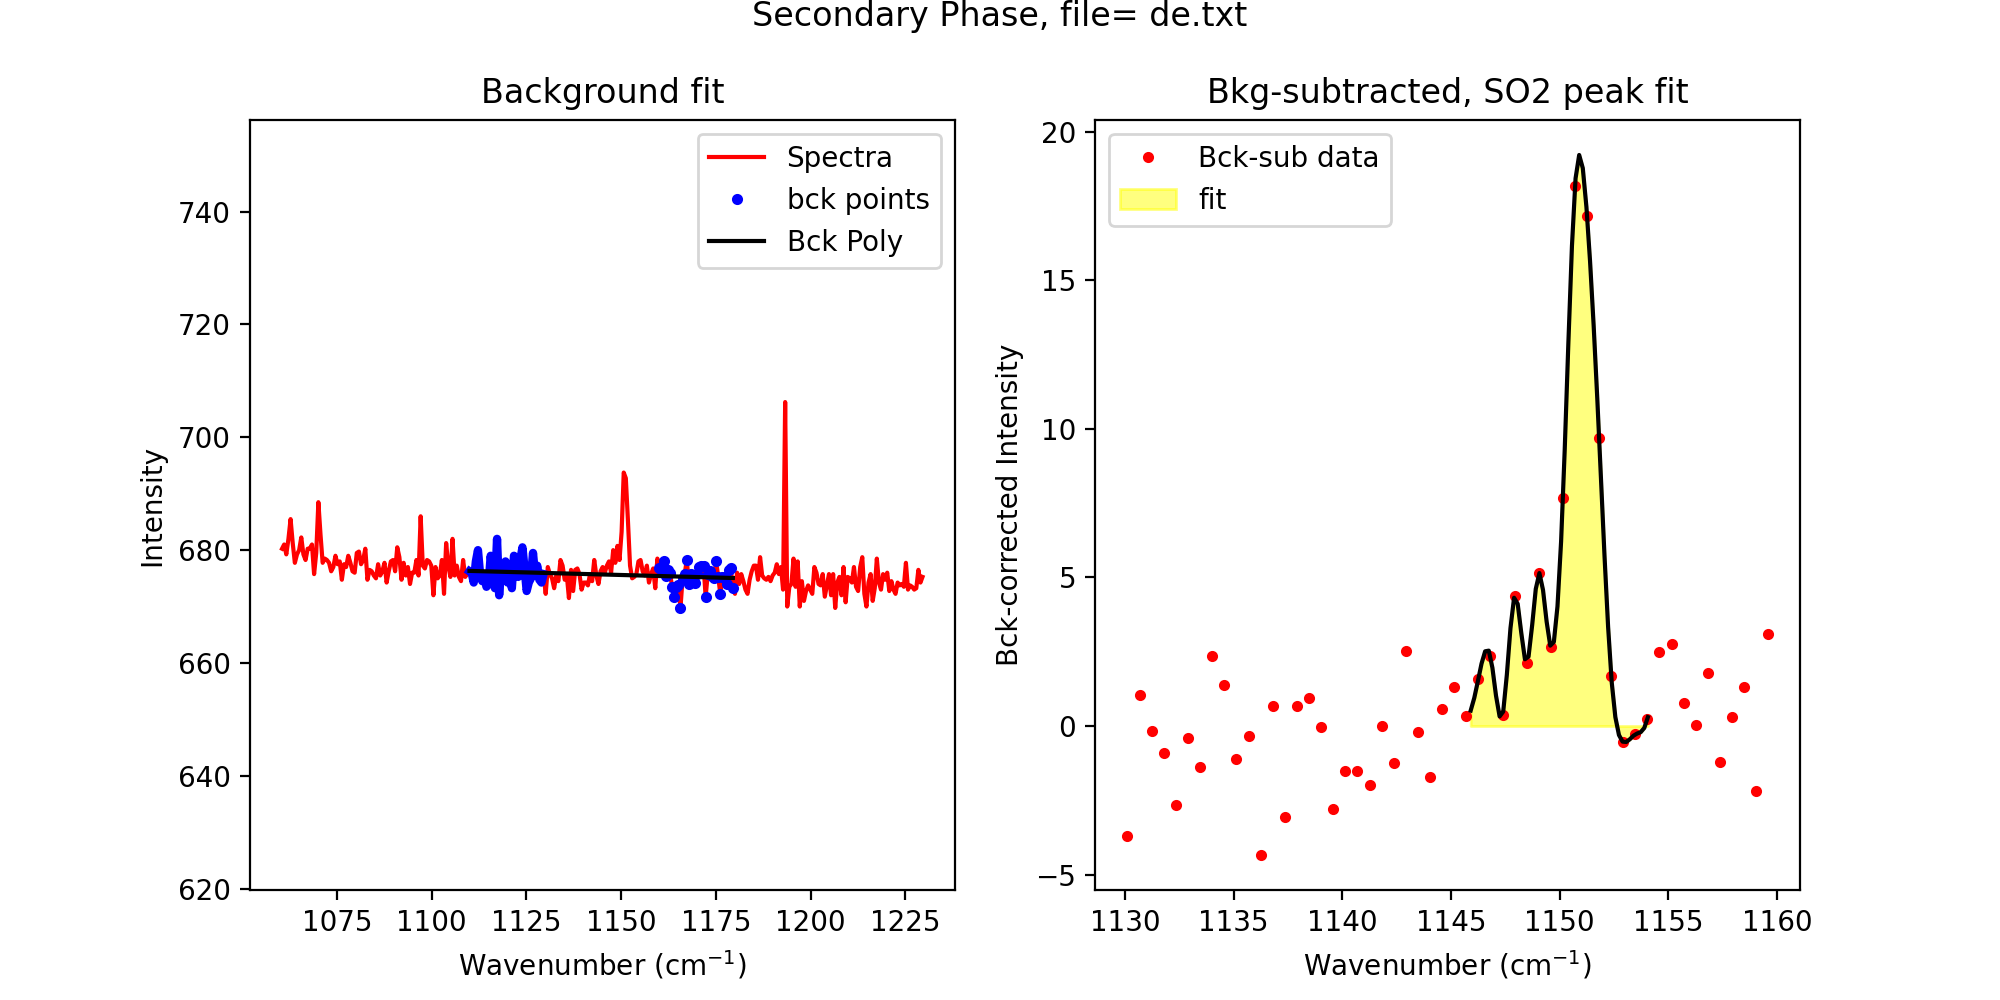 Secondary Phase, file= de.txt
Background fit
Spectra
bck points
Bck Poly
Intensity
740
720
700
680
660
640
620
1075 1100 1125 1150 1175 1200 1225
Wavenumber (cm⁻¹)
Bkg-subtracted, SO2 peak fit
Bck-sub data
fit
Bck-corrected Intensity
20
15
10
5
0
−5
1130 1135 1140 1145 1150 1155 1160
Wavenumber (cm⁻¹)